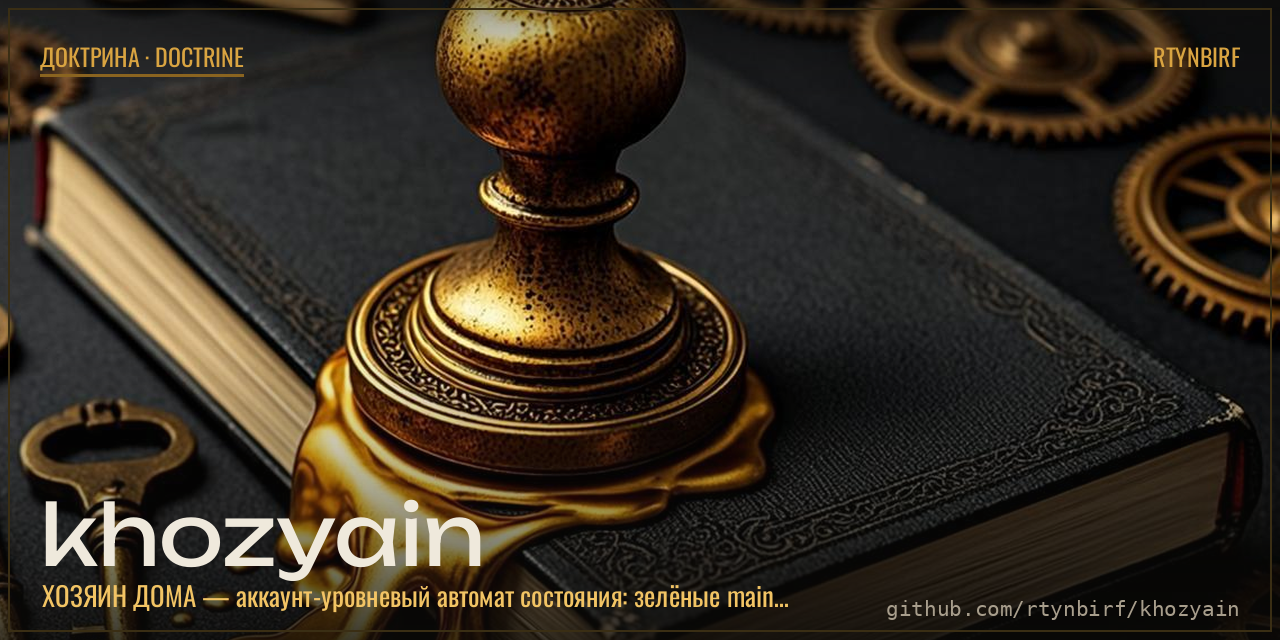 ДОКТРИНА · DOCTRINE
RTYNBIRF
khozyain
ХОЗЯИН ДОМА — аккаунт-уровневый автомат состояния: зелёные main…
github.com/rtynbirf/khozyain